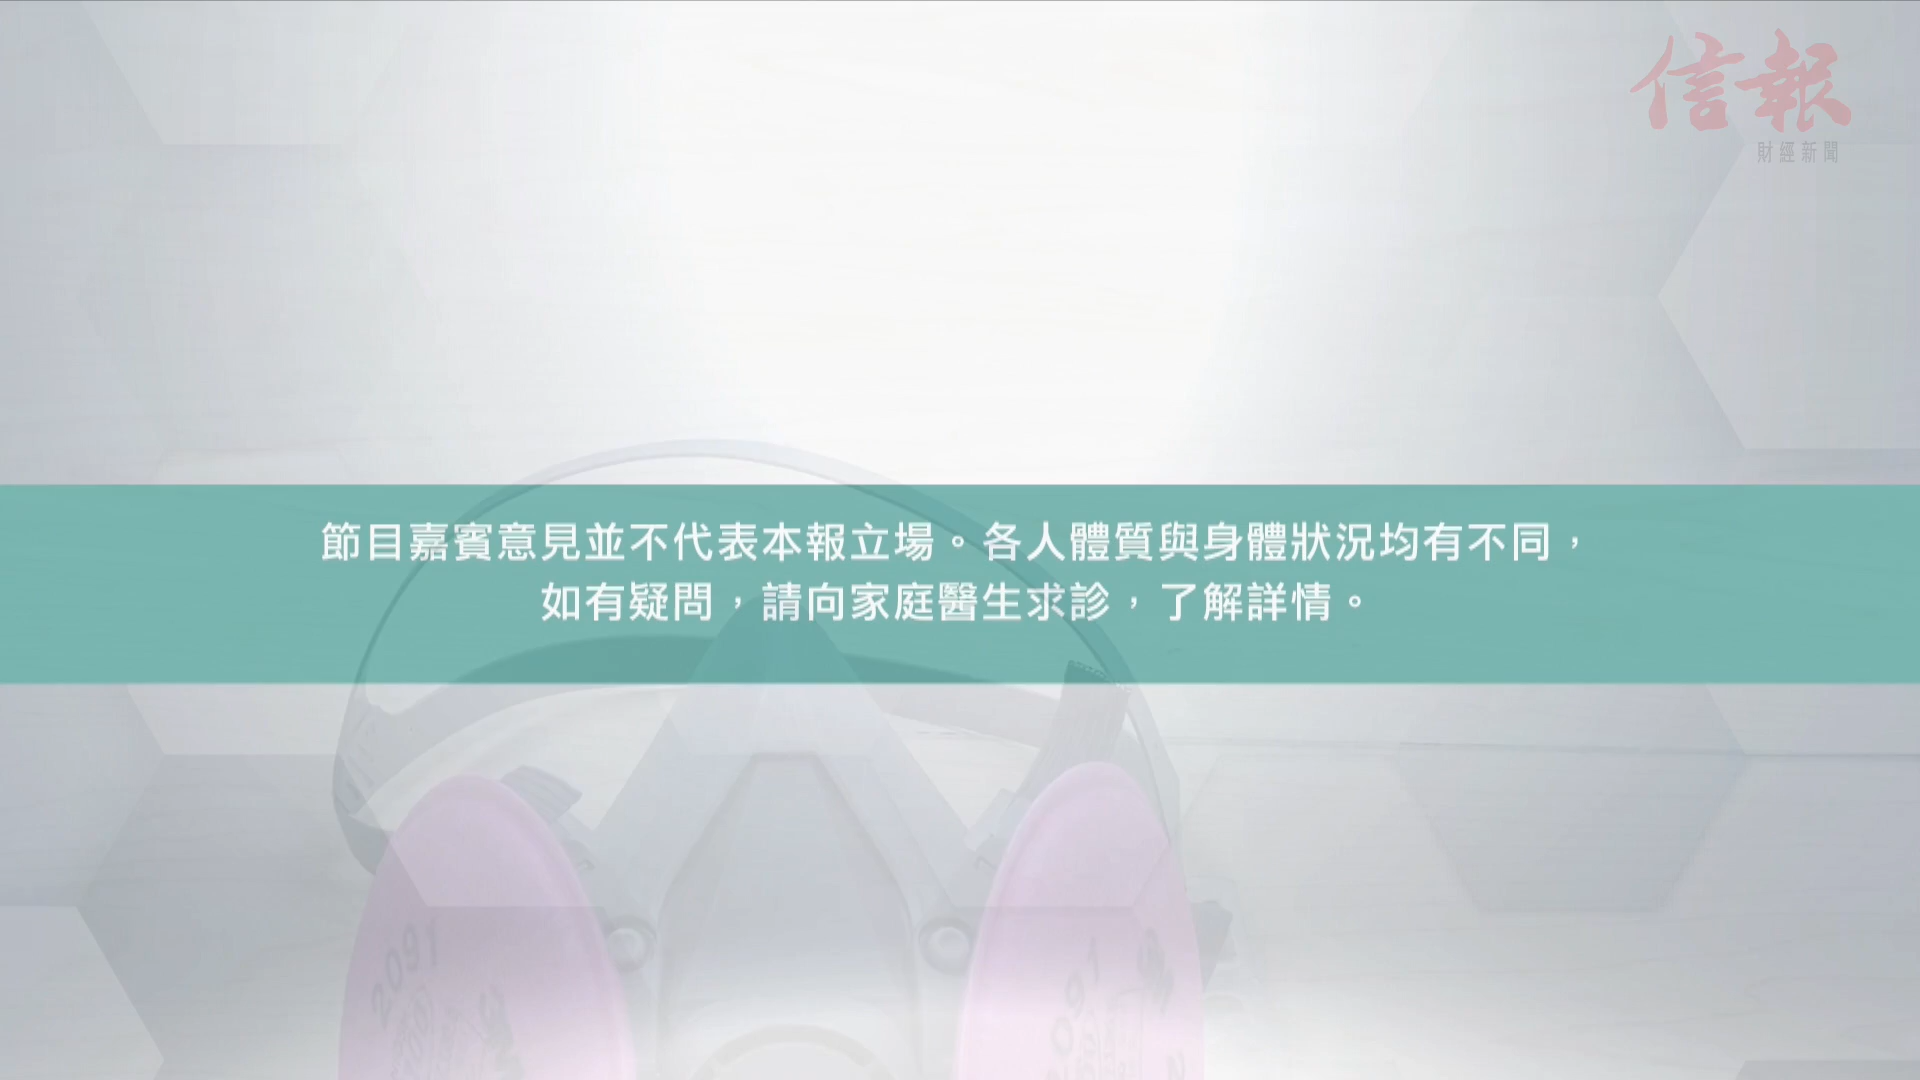 信報
財經新聞
節目嘉賓意見並不代表本報立場。各人體質與身體狀況均有不同，
如有疑問，請向家庭醫生求診，了解詳情。
2091